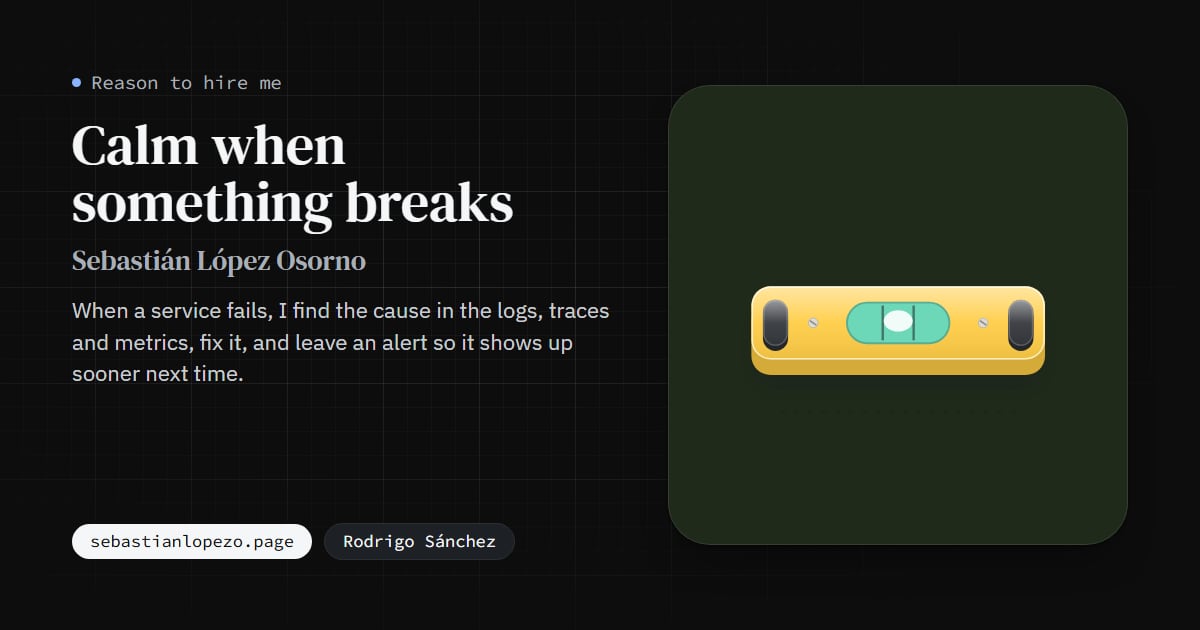 Reason to hire me
Calm when
something breaks
Sebastián López Osorno
When a service fails, I find the cause in the logs, traces
and metrics, fix it, and leave an alert so it shows up
sooner next time.
sebastianlopezo.page
Rodrigo Sánchez